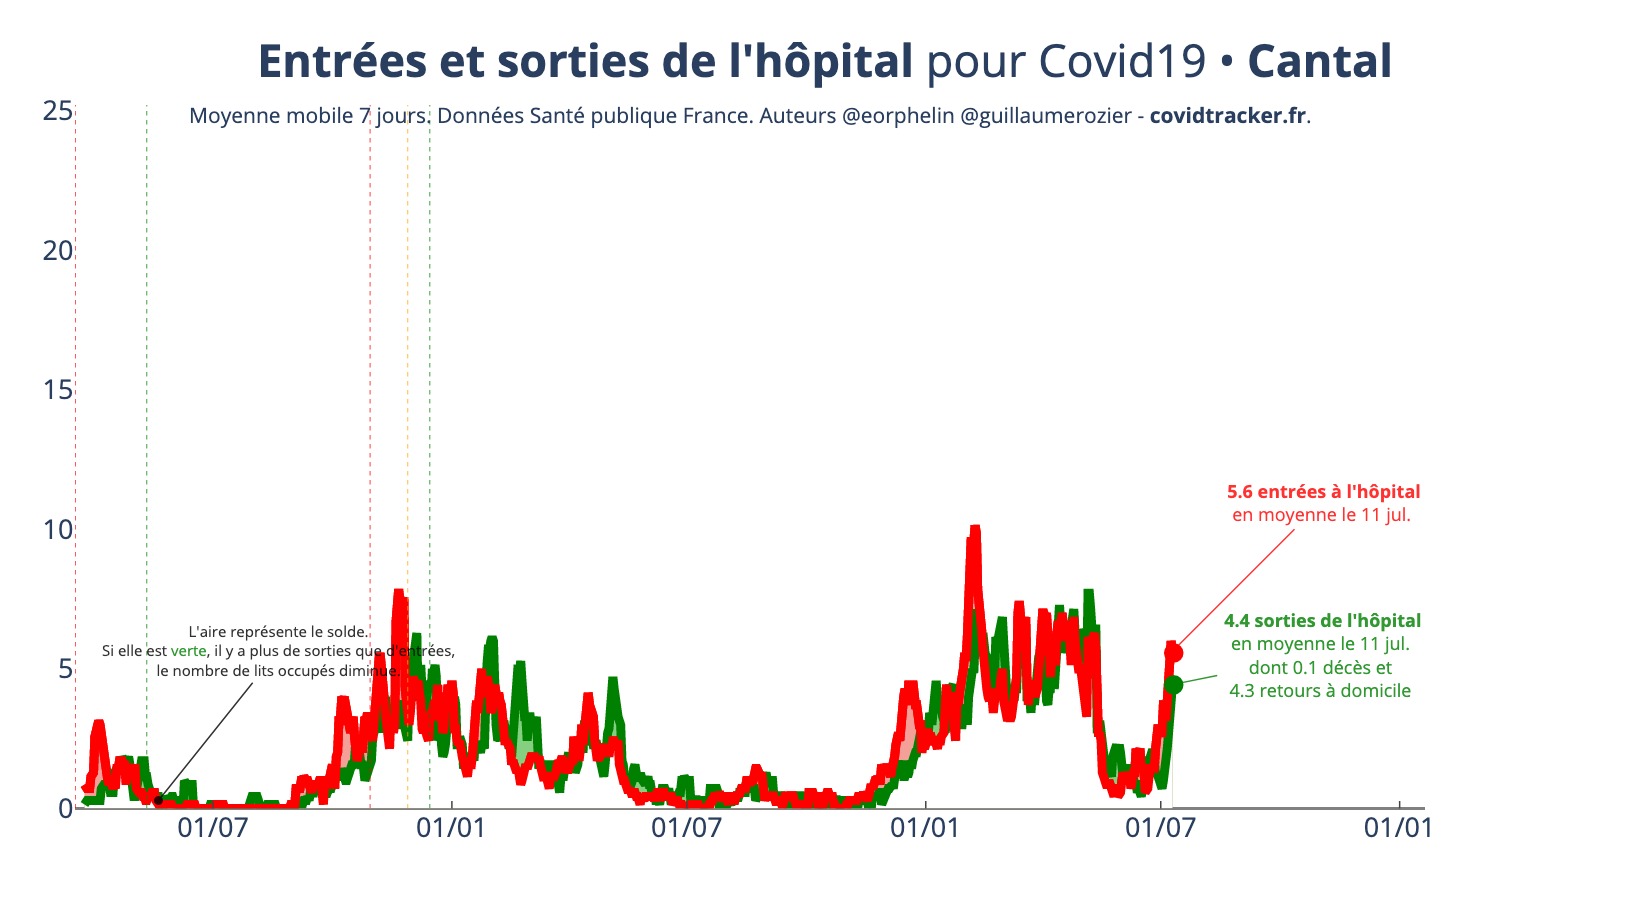 Entrées et sorties de l'hôpital pour Covid19 • Cantal
Moyenne mobile 7 jours. Données Santé publique France. Auteurs @eorphelin @guillaumerozier - covidtracker.fr.
25
20
15
10
5
0
5.6 entrées à l'hôpital
en moyenne le 11 jul.
4.4 sorties de l'hôpital
en moyenne le 11 jul.
dont 0.1 décès et
4.3 retours à domicile
L'aire représente le solde.
Si elle est verte, il y a plus de sorties que d'entrées,
le nombre de lits occupés diminue.
01/07
01/01
01/07
01/01
01/07
01/01